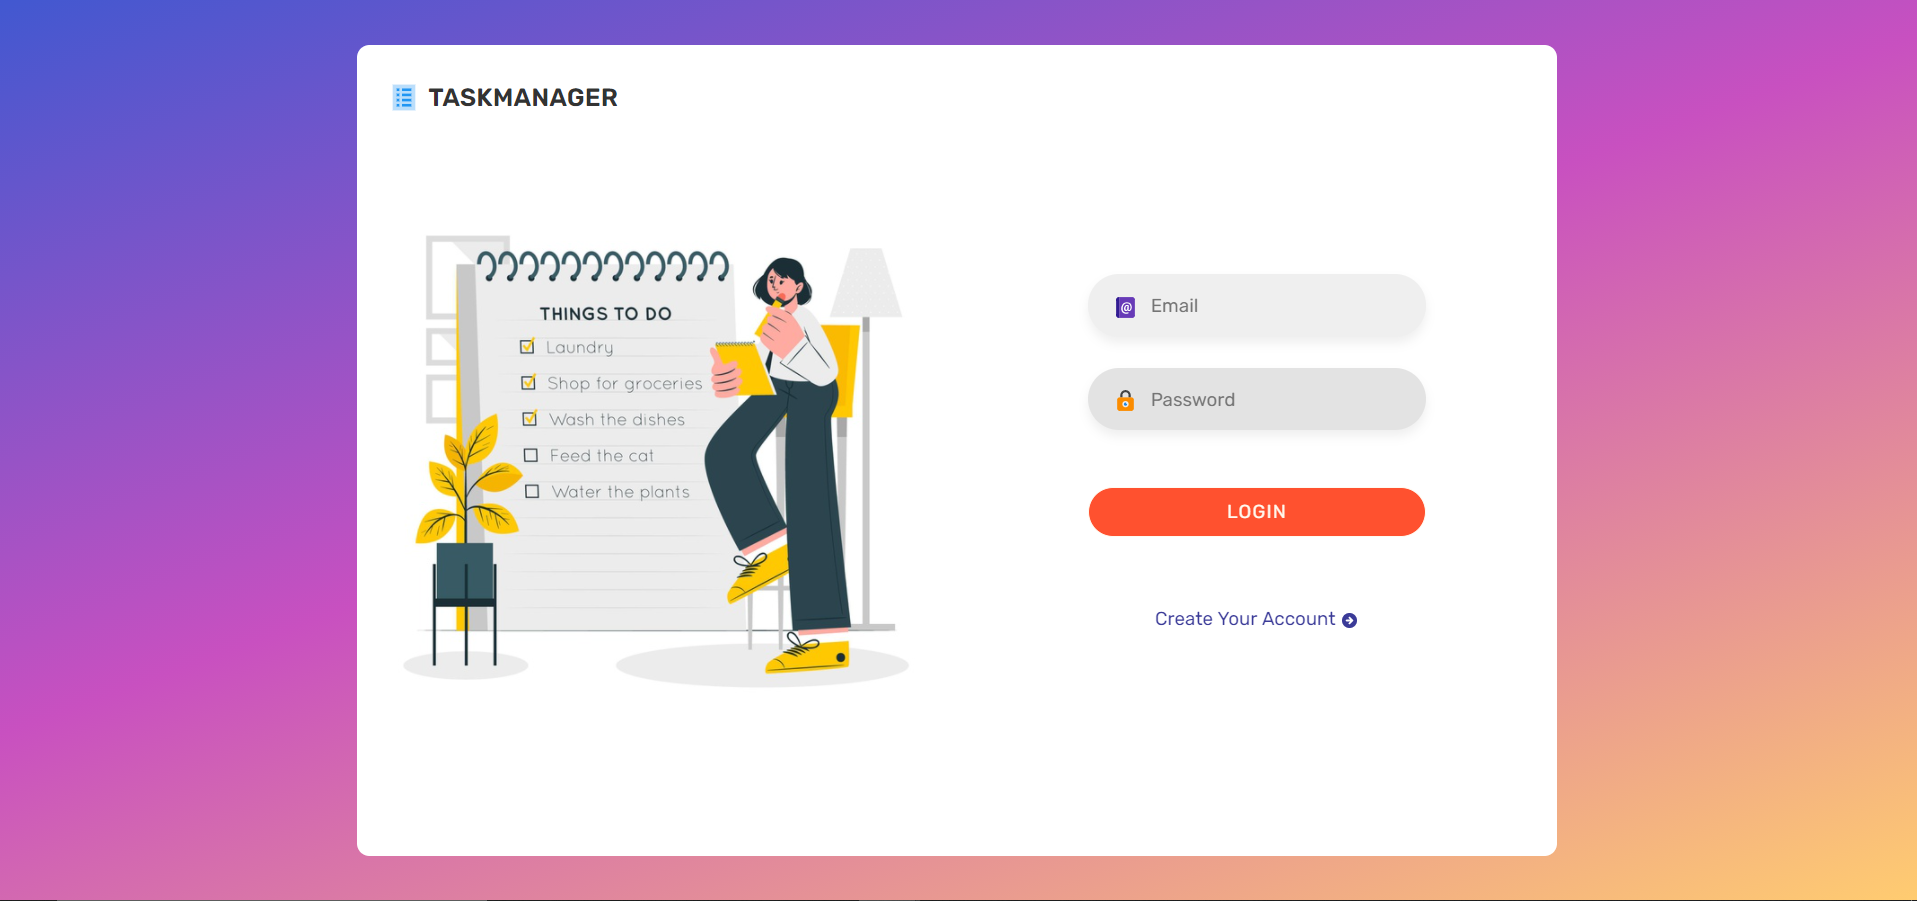 TASKMANAGER
THINGS TO DO
Laundry
Shop for groceries
Wash the dishes
Feed the cat
Water the plants
@ Email
Password
LOGIN
Create Your Account